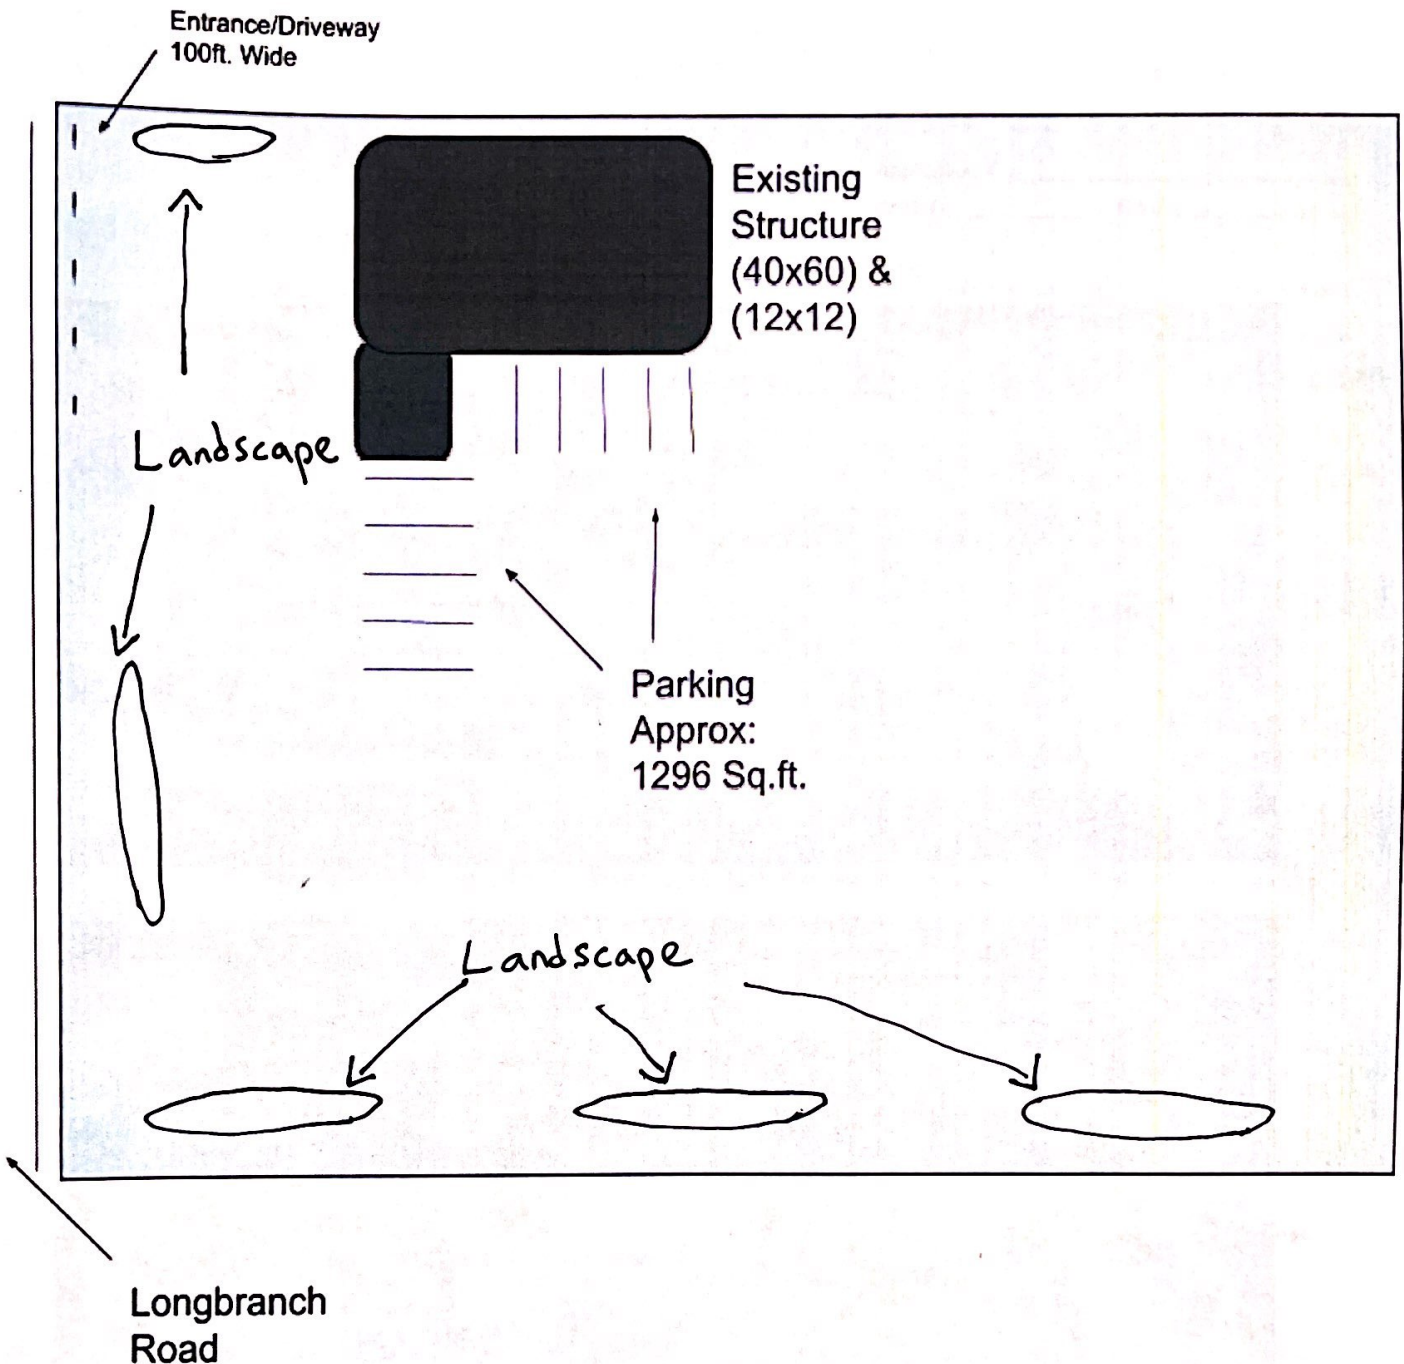 Entrance/Driveway
100ft. Wide
Existing
Structure
(40x60) &
(12x12)
Landscape
Parking
Approx:
1296 Sq.ft.
Landscape
Longbranch
Road